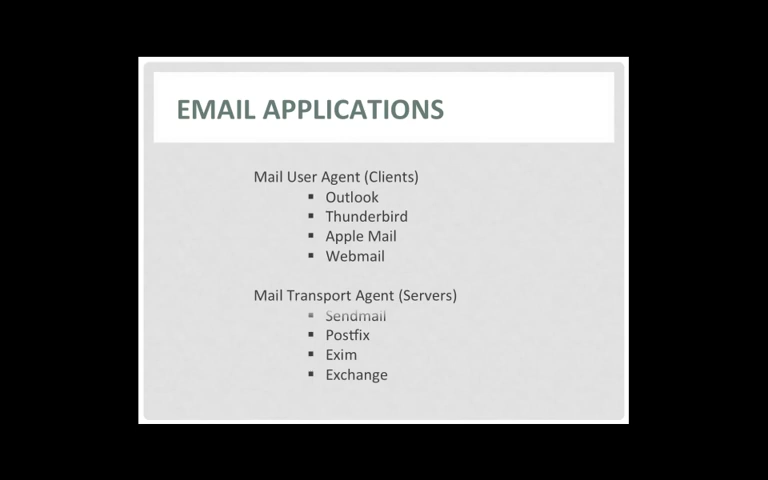 EMAIL APPLICATIONS
Mail User Agent (Clients)
▪ Outlook
▪ Thunderbird
▪ Apple Mail
▪ Webmail
Mail Transport Agent (Servers)
▪ Sendmail
▪ Postfix
▪ Exim
▪ Exchange